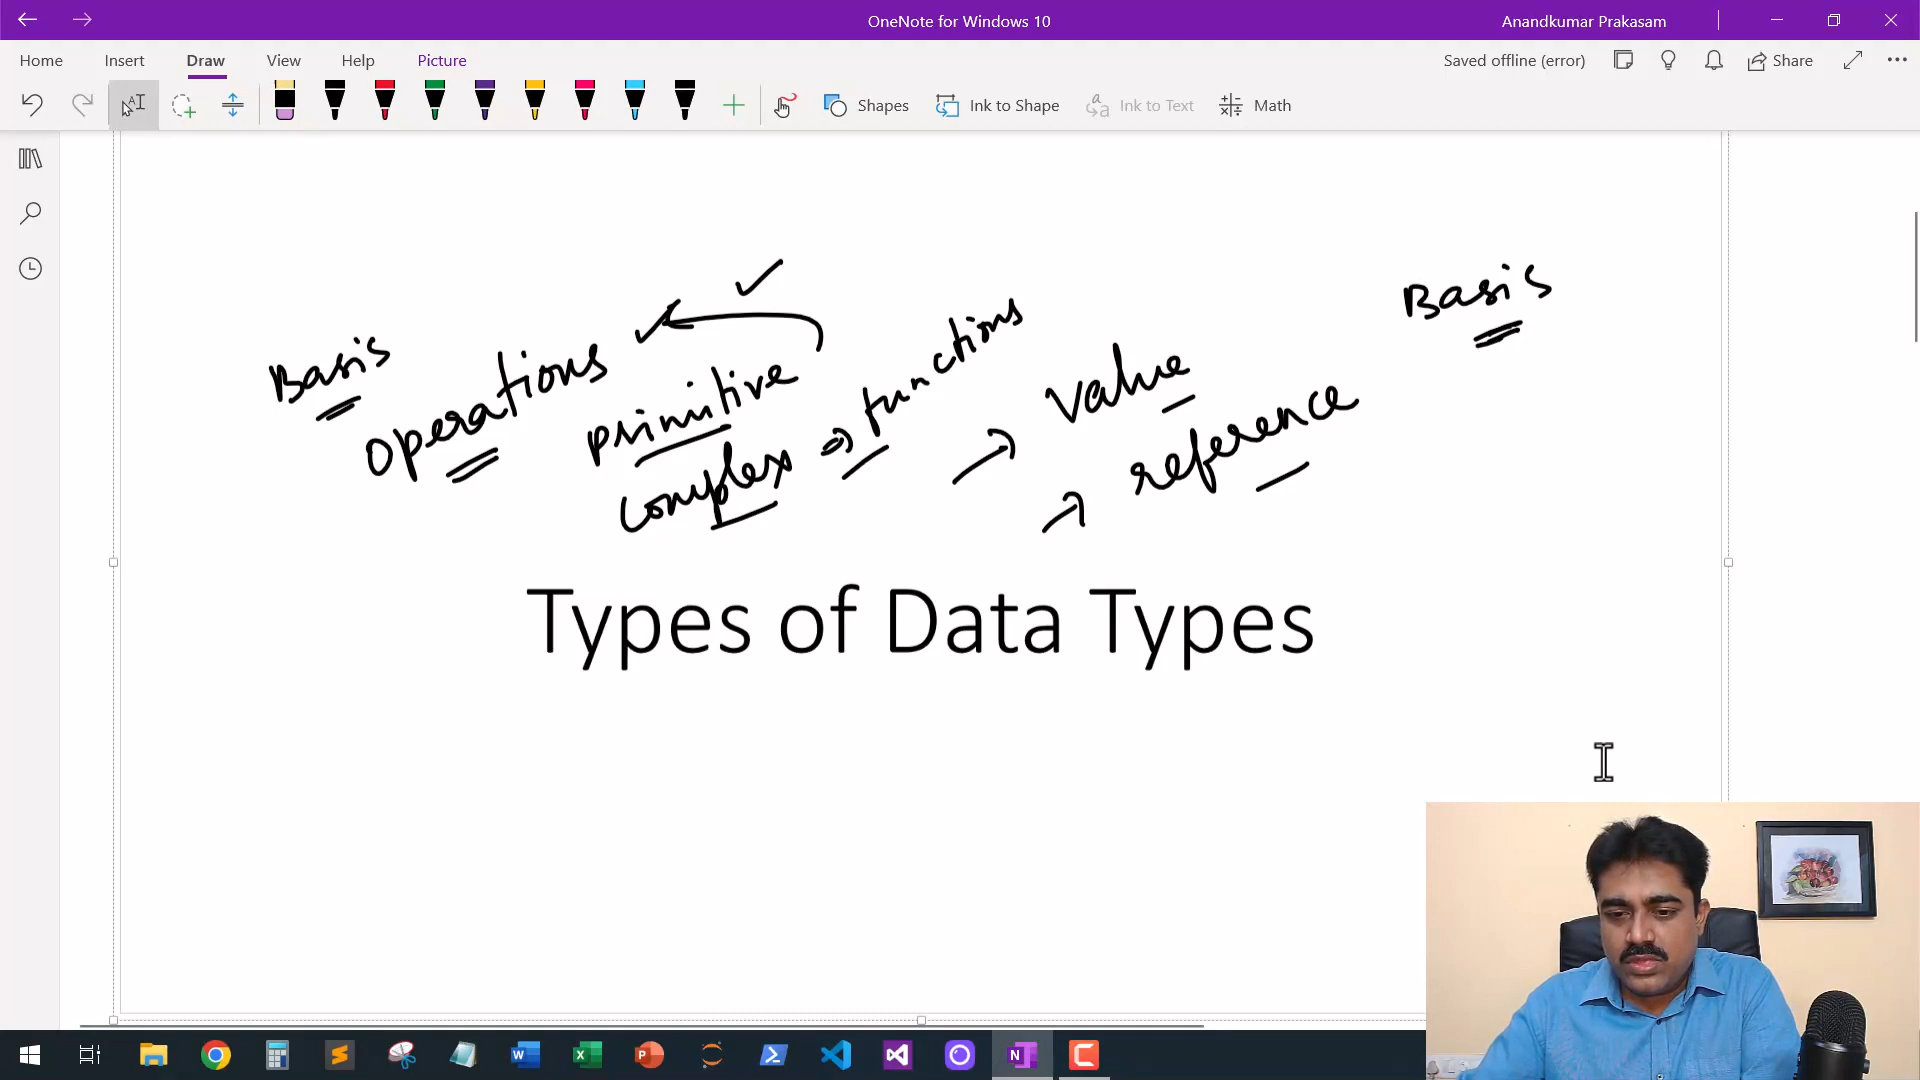 OneNote for Windows 10
Anandkumar Prakasam
Home Insert Draw View Help Picture
Saved offline (error) Share
Shapes Ink to Shape Ink to Text Math
Basis
Basis
Operations
primitive
functions
value
complex
reference
Types of Data Types